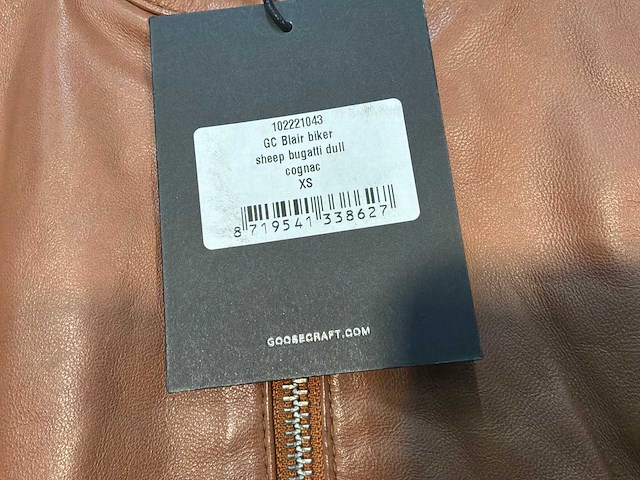 102221043
GC Blair biker
sheep bugatti dull
cognac
XS
8 719541 338627
GOOSECRAFT.COM